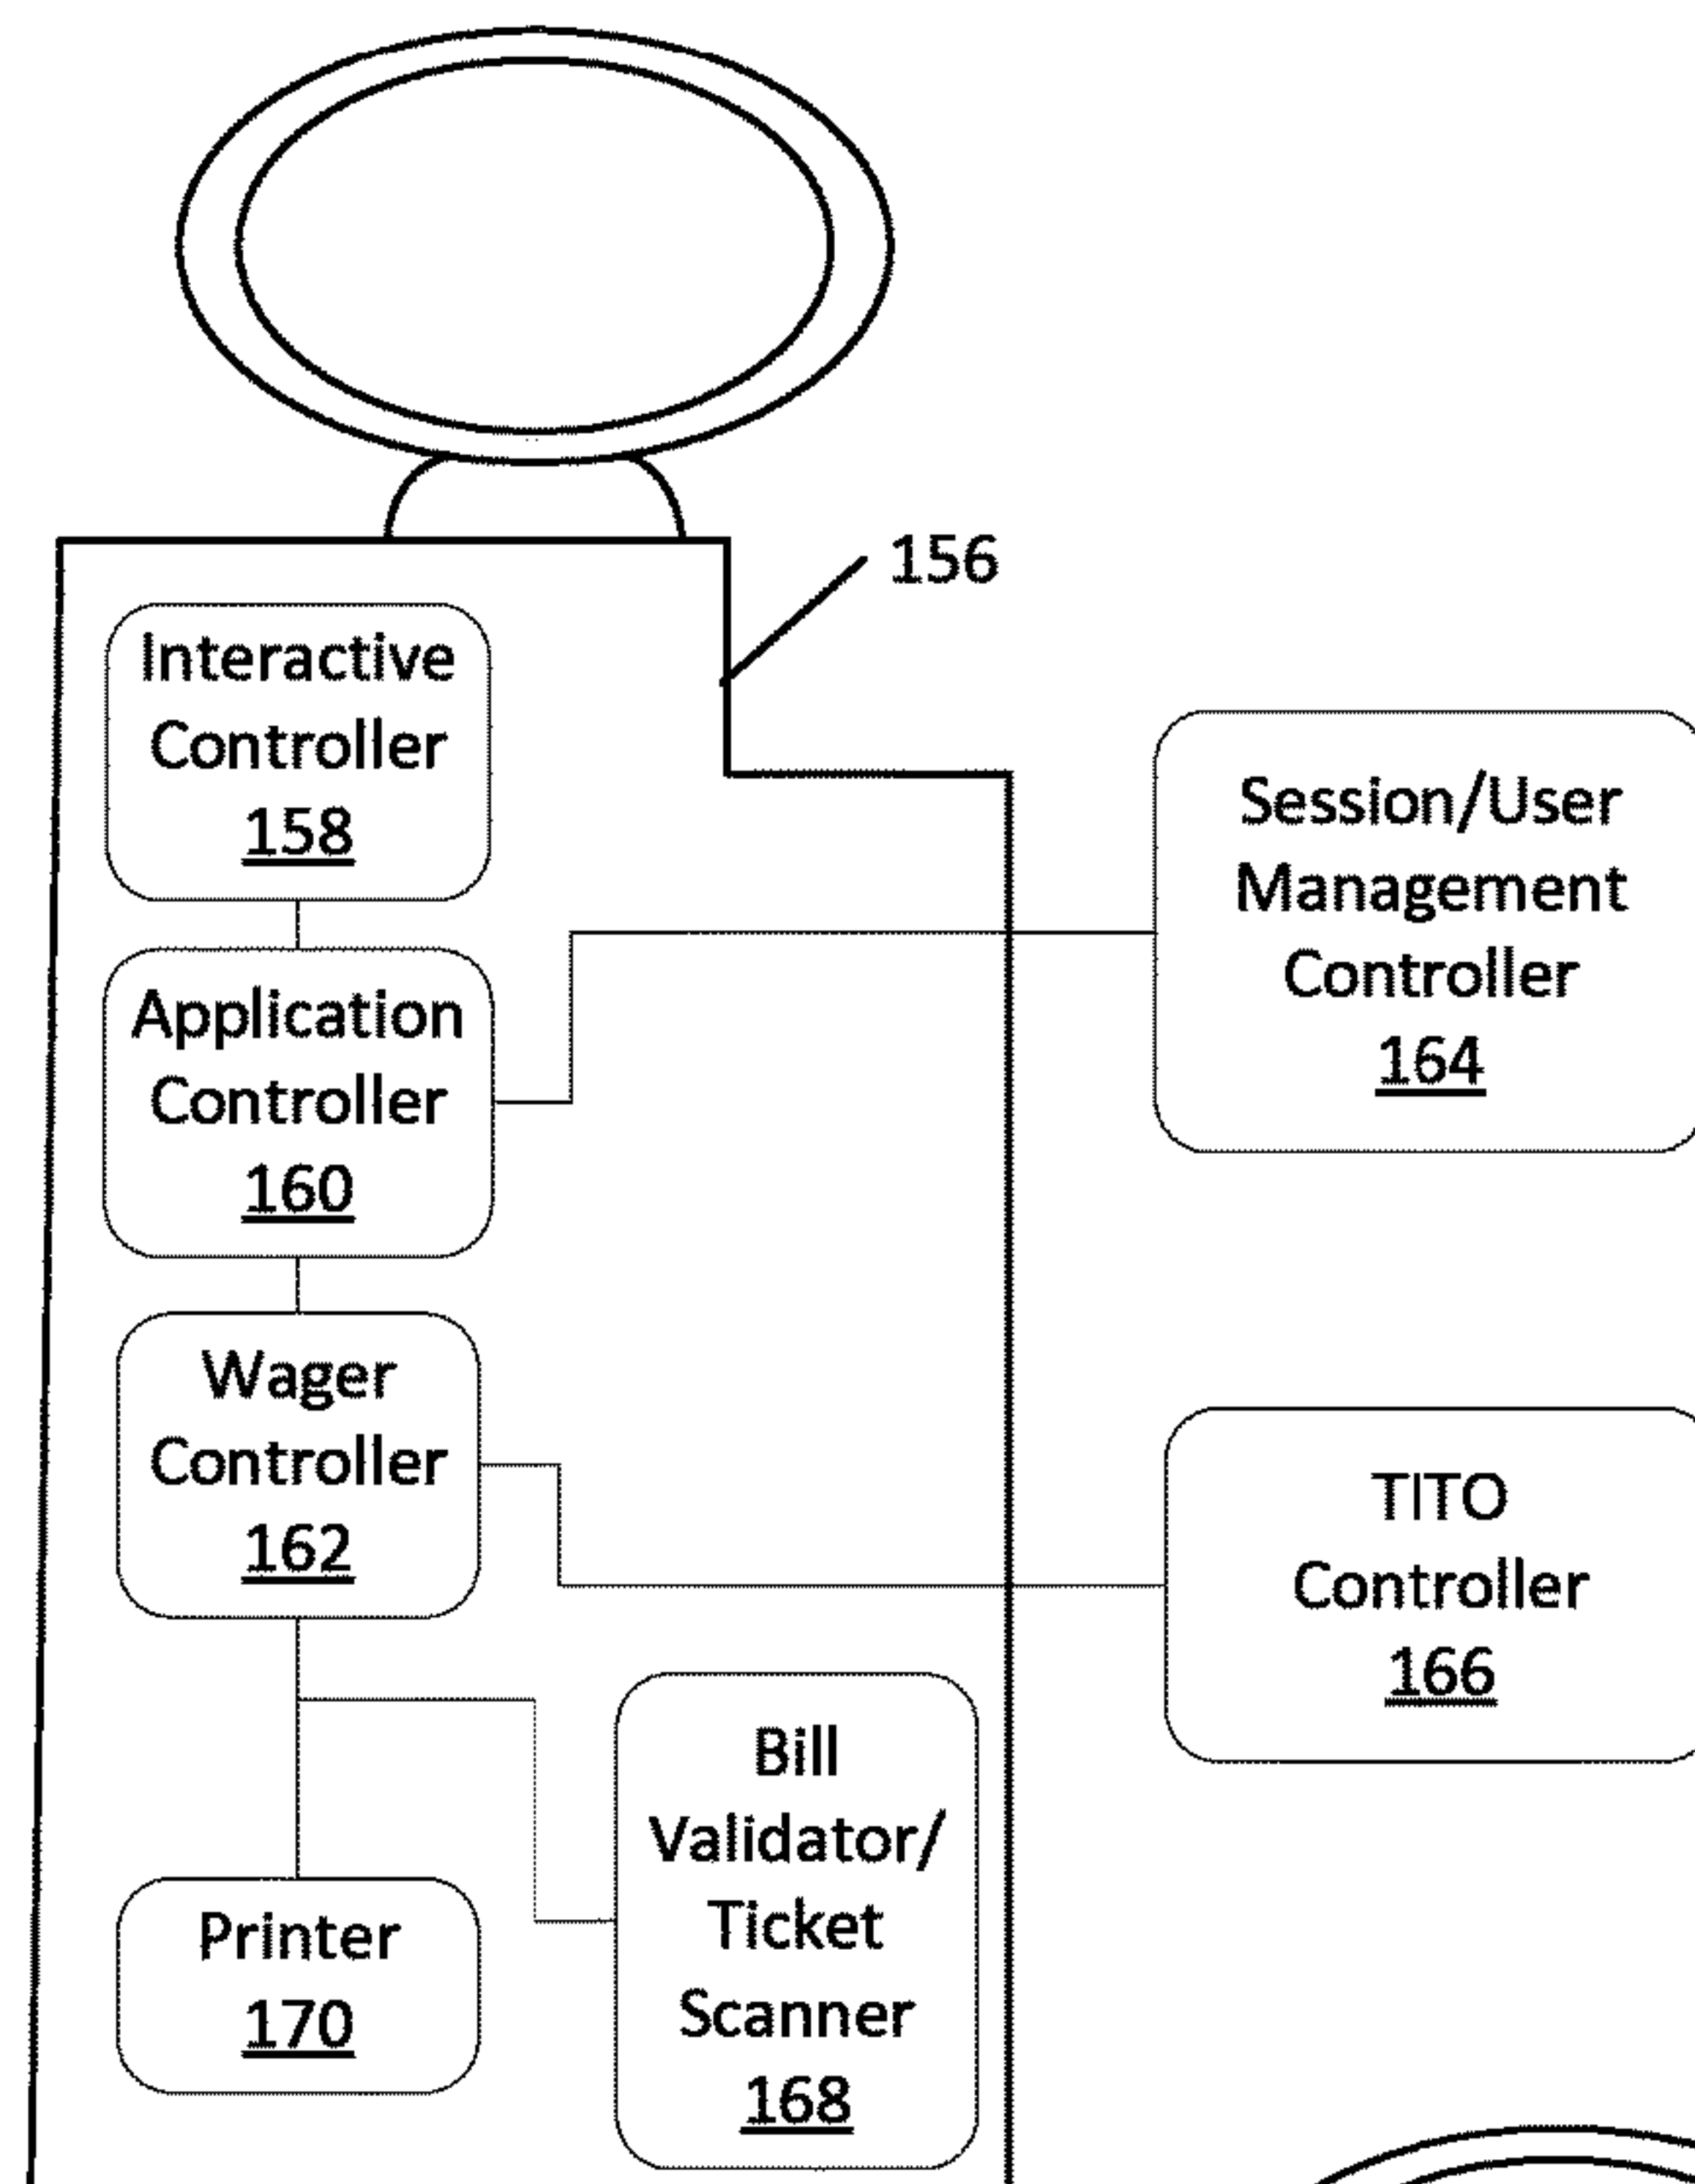 156
Interactive
Controller
158
Session/User
Management
Controller
164
Application
Controller
160
Wager
Controller
162
TITO
Controller
166
Bill
Validator/
Ticket
Scanner
168
Printer
170